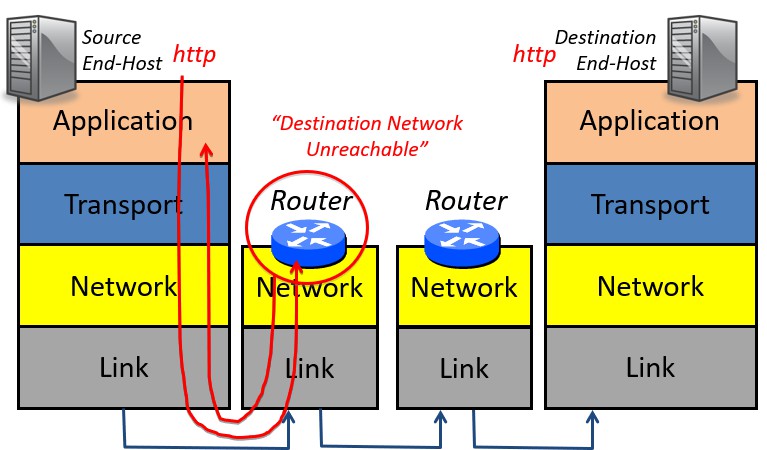 Source
End-Host
http
http
Destination
End-Host
Application
Application
"Destination Network
Unreachable"
Transport
Router
Router
Transport
Network
Network
Network
Network
Link
Link
Link
Link